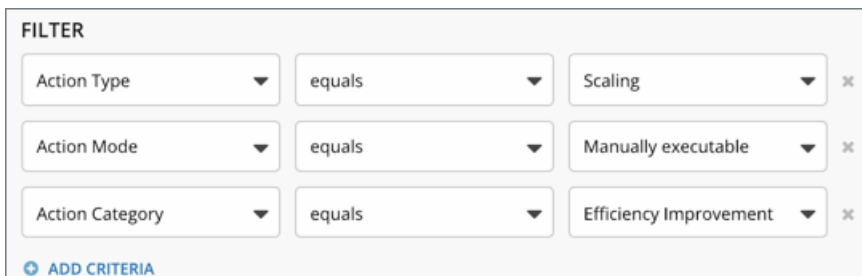 FILTER
Action Type equals Scaling
Action Mode equals Manually executable
Action Category equals Efficiency Improvement
ADD CRITERIA